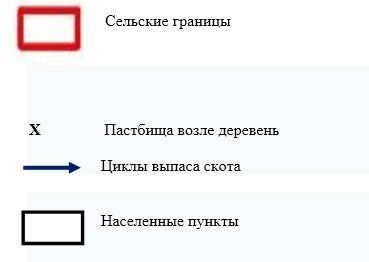 Сельские границы
X Пастбища возле деревень
Циклы выпаса скота
Населенные пункты